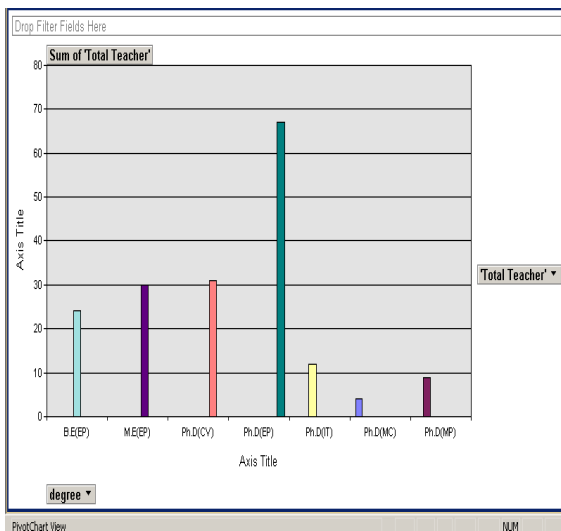 Drop Filter Fields Here
Sum of 'Total Teacher'
80
70
60
50
40
30
20
10
0
Axis Title
'Total Teacher'
B.E(EP) M.E(EP) Ph.D(CV) Ph.D(EP) Ph.D(IT) Ph.D(MC) Ph.D(MP)
Axis Title
degree
PivotChart View NUM